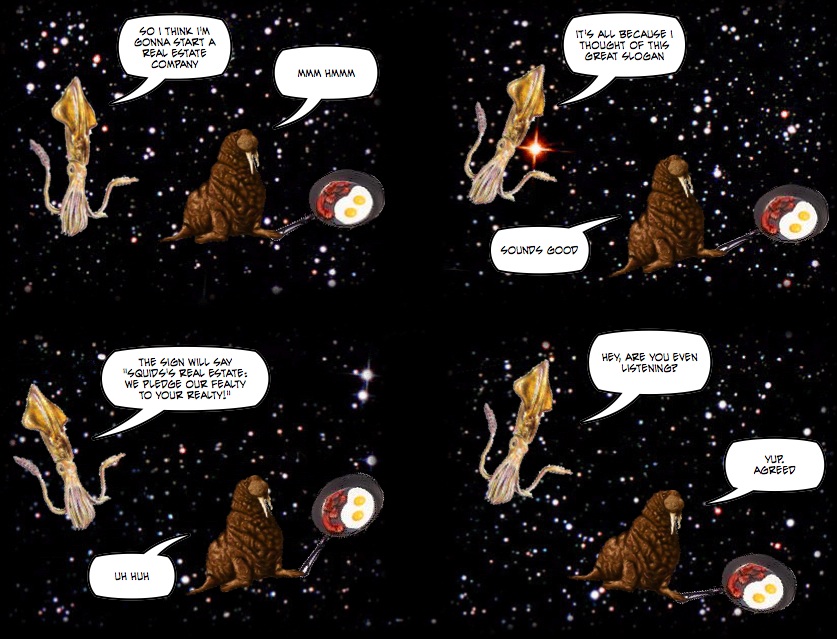 SO I THINK I'M
GONNA START A
REAL ESTATE
COMPANY
MMM HMMM
IT'S ALL BECAUSE I
THOUGHT OF THIS
GREAT SLOGAN
SOUNDS GOOD
THE SIGN WILL SAY
"SQUIDS'S REAL ESTATE:
WE PLEDGE OUR FEALTY
TO YOUR REALTY!"
UH HUH
HEY, ARE YOU EVEN
LISTENING?
YUP.
AGREED